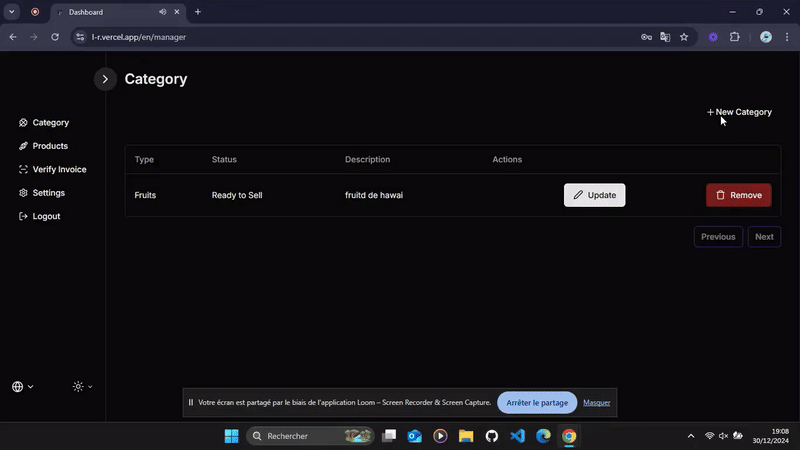 Dashboard
l-r.vercel.app/en/manager
Category
New Category
Category
Products
Verify Invoice
Settings
Logout
Type Status Description Actions
Fruits Ready to Sell fruitd de hawai Update Remove
Previous Next
Votre écran est partagé par le biais de l'application Loom – Screen Recorder & Screen Capture. Arrêter le partage Masquer
Rechercher
19:08
30/12/2024